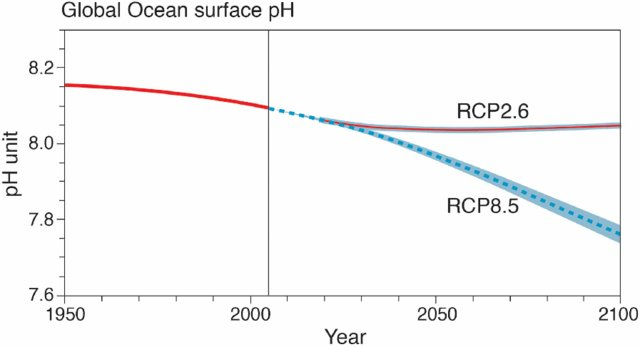 Global Ocean surface pH
8.2
8.0
7.8
7.6
pH unit
RCP2.6
RCP8.5
1950
2000
2050
2100
Year